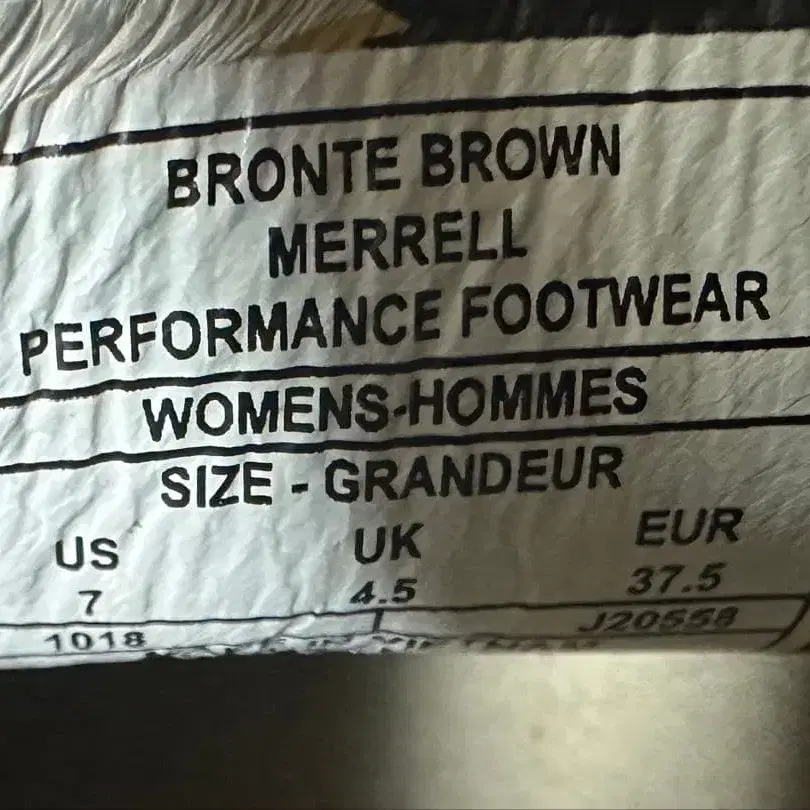 BRONTE BROWN
MERRELL
PERFORMANCE FOOTWEAR
WOMENS-HOMMES
SIZE - GRANDEUR
US UK EUR
7 4.5 37.5
1018 J20558